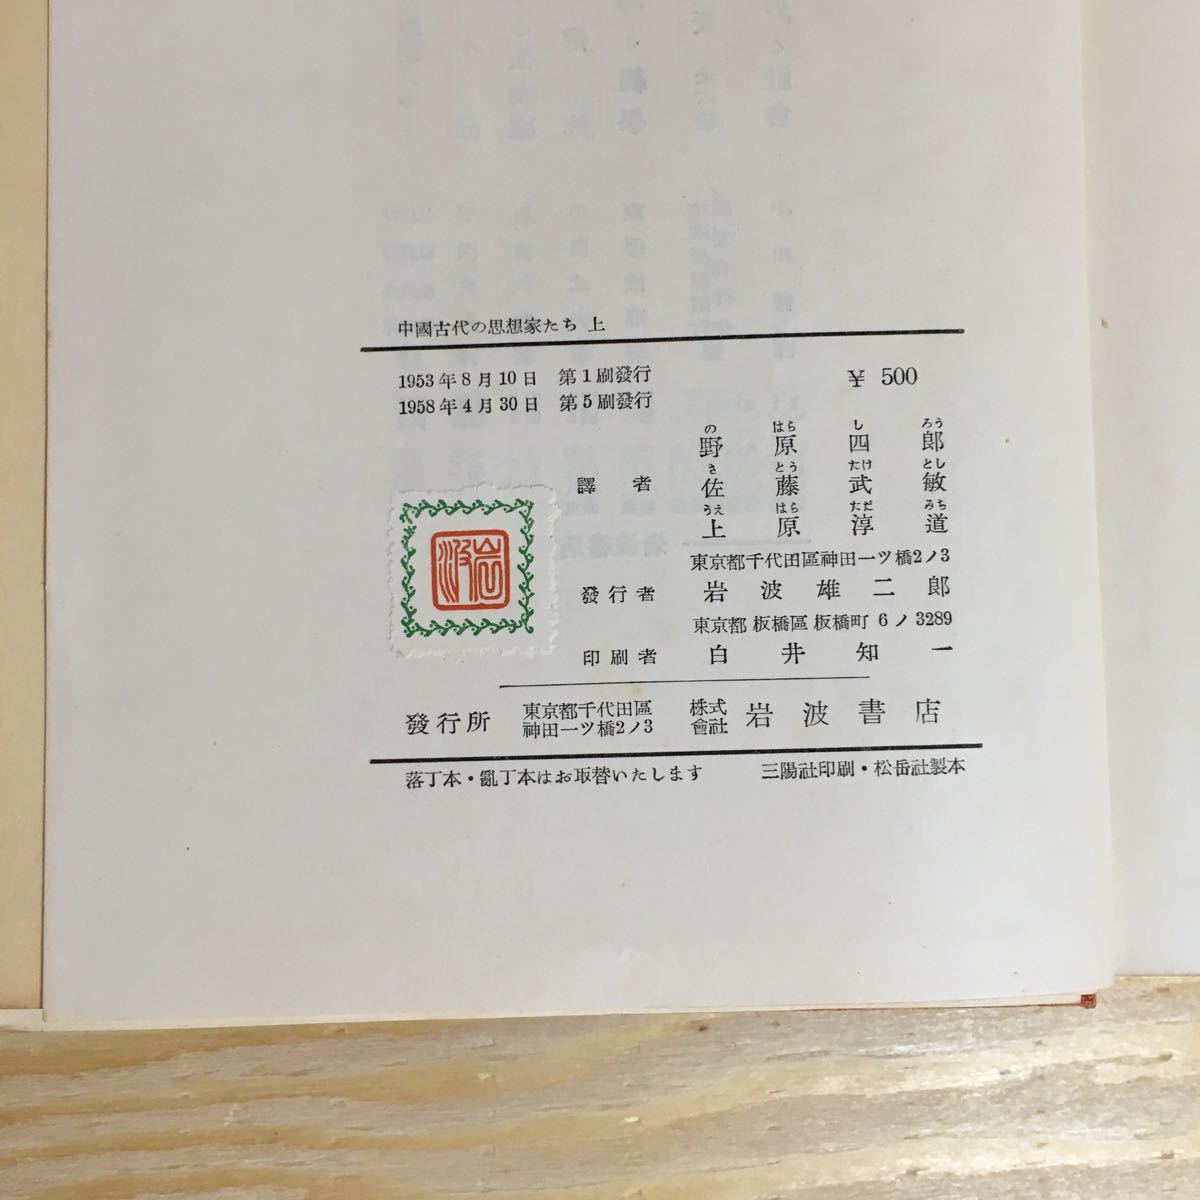 中國古代の思想家たち 上
1953年8月10日 第1刷發行
1958年4月30日 第5刷發行
¥ 500
の はら し ろう
野原四郎
さ とう たけ とし
譯者 佐藤武敏
うえ はら ただ みち
上原淳道
東京都千代田區神田一ツ橋2ノ3
發行者 岩波雄二郎
東京都板橋區板橋町6ノ3289
印刷者 白井知一
發行所 東京都千代田區神田一ツ橋2ノ3 株式會社 岩波書店
落丁本・亂丁本はお取替いたします 三陽社印刷・松岳社製本
岩波